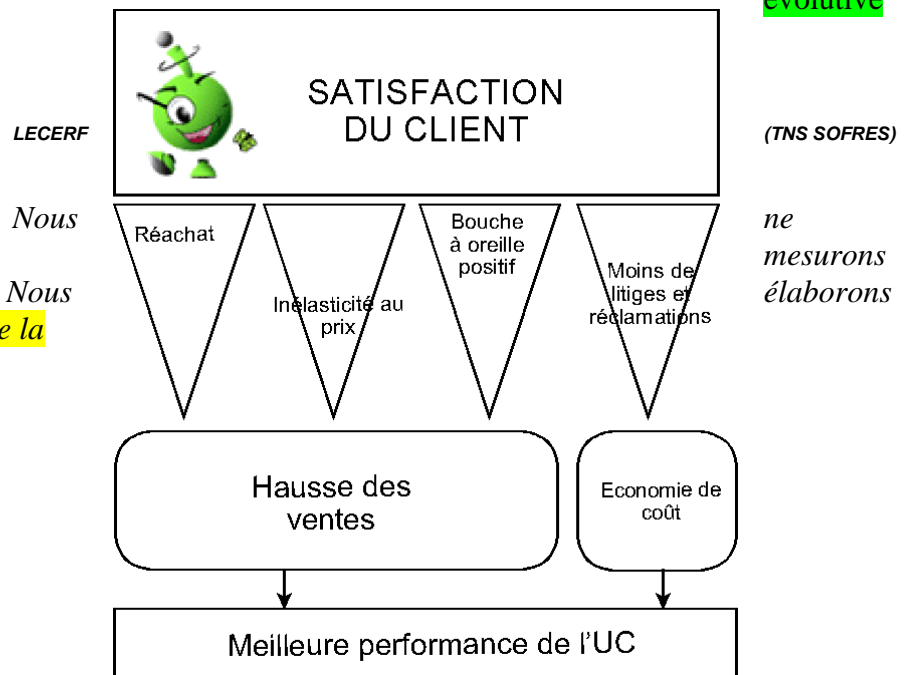 évolutive
SATISFACTION
DU CLIENT
LECERF
(TNS SOFRES)
Nous
ne
mesurons
Nous
élaborons
e la
Réachat
Inélasticité au
prix
Bouche
à oreille
positif
Moins de
litiges et
réclamations
Hausse des
ventes
Economie de
coût
Meilleure performance de l'UC